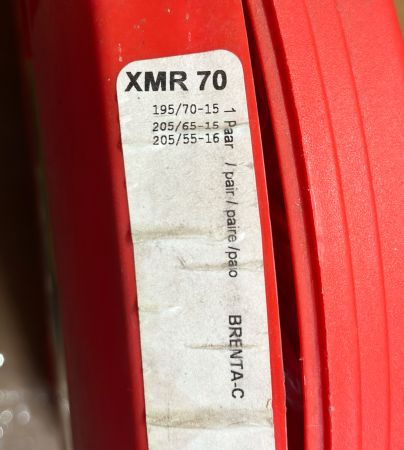 XMR 70
195/70-15
205/65-15
205/55-16
1 Paar / pair / paire /paio
BRENTA-C